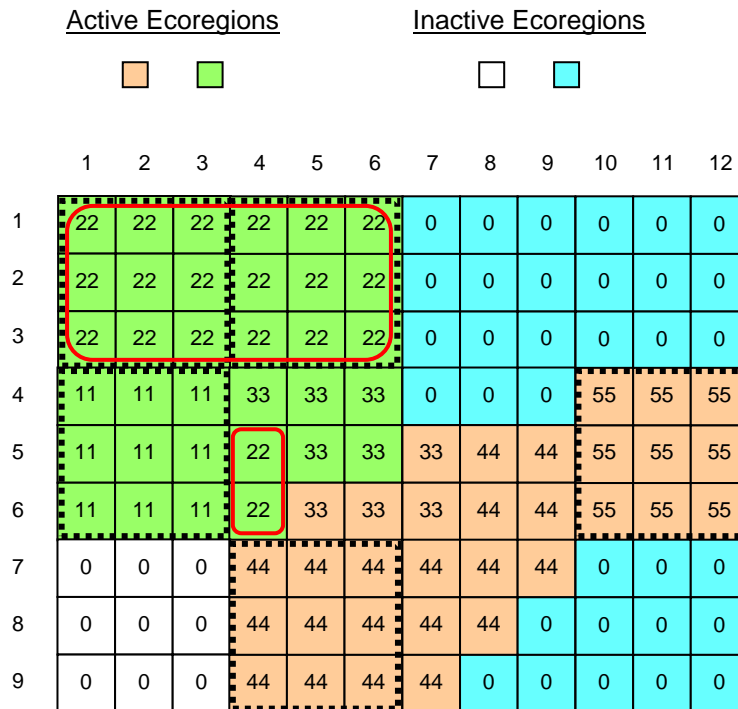 Active Ecoregions Inactive Ecoregions
1 2 3 4 5 6 7 8 9 10 11 12
1 22 22 22 22 22 22 0 0 0 0 0 0
2 22 22 22 22 22 22 0 0 0 0 0 0
3 22 22 22 22 22 22 0 0 0 0 0 0
4 11 11 11 33 33 33 0 0 0 55 55 55
5 11 11 11 22 33 33 33 44 44 55 55 55
6 11 11 11 22 33 33 33 44 44 55 55 55
7 0 0 0 44 44 44 44 44 44 0 0 0
8 0 0 0 44 44 44 44 44 0 0 0 0
9 0 0 0 44 44 44 44 0 0 0 0 0